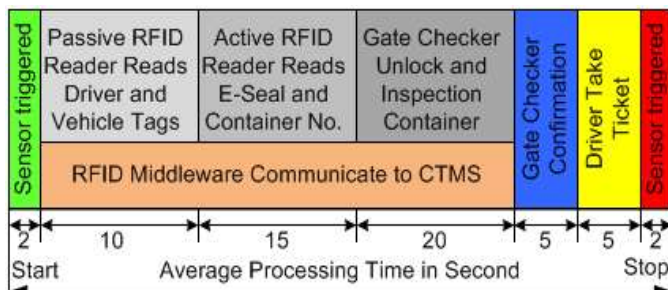 Sensor triggered
Passive RFID
Reader Reads
Driver and
Vehicle Tags
Active RFID
Reader Reads
E-Seal and
Container No.
Gate Checker
Unlock and
Inspection
Container
Gate Checker
Confirmation
Driver Take
Ticket
Sensor triggered
RFID Middleware Communicate to CTMS
2 10 15 20 5 5 2
Start Average Processing Time in Second Stop